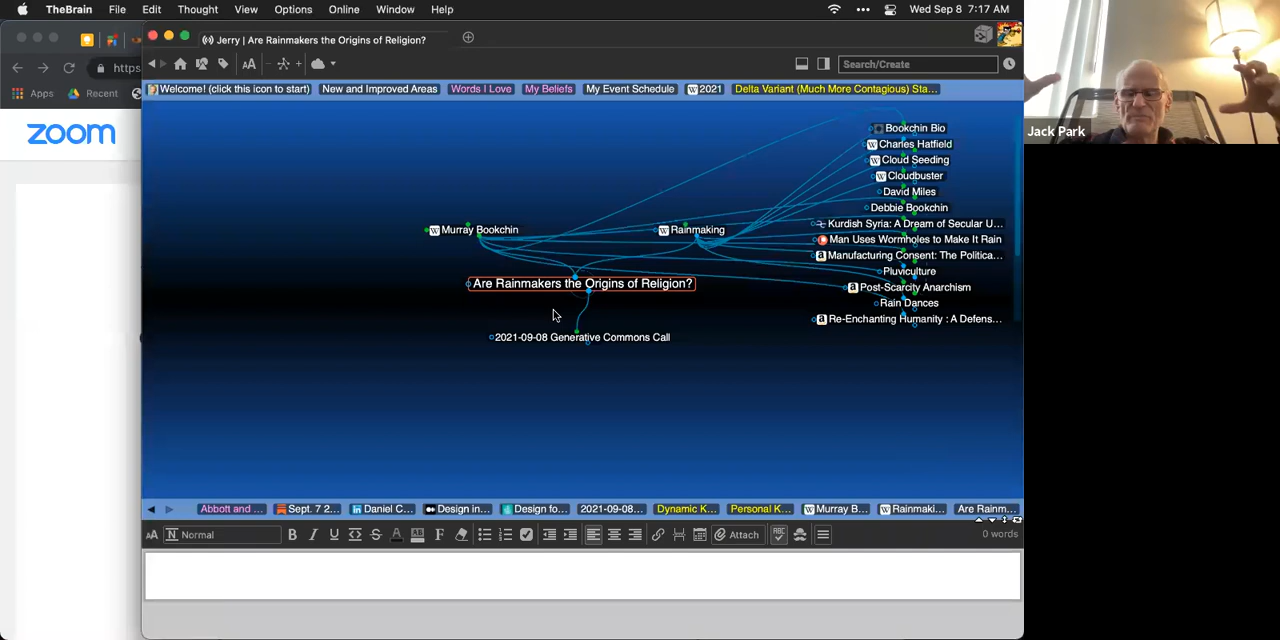 TheBrain File Edit View Thought Options Online Window Help Wed Sep 8 7:17 AM
Jerry | Are Rainmakers the Origins of Religion?
https
AA Search/Create
Apps Recent
Welcome! (click this icon to start) New and Improved Areas Words I Love My Beliefs My Event Schedule 2021 Delta Variant (Much More Contagious) Sta...
zoom
Jack Park
Bookchin Bio
Charles Hatfield
Cloud Seeding
Cloudbuster
David Miles
Debbie Bookchin
Kurdish Syria: A Dream of Secular U...
Murray Bookchin
Rainmaking
Man Uses Wormholes to Make It Rain
Manufacturing Consent: The Politica...
Pluviculture
Are Rainmakers the Origins of Religion?
Post-Scarcity Anarchism
Rain Dances
Re-Enchanting Humanity : A Defens...
2021-09-08 Generative Commons Call
Abbott and ... Sept. 7 2... Daniel C... Design in... Design fo... 2021-09-08... Dynamic K... Personal K... Murray B... Rainmaki... Are Rainm...
AA N Normal B I U S A F Attach 0 words